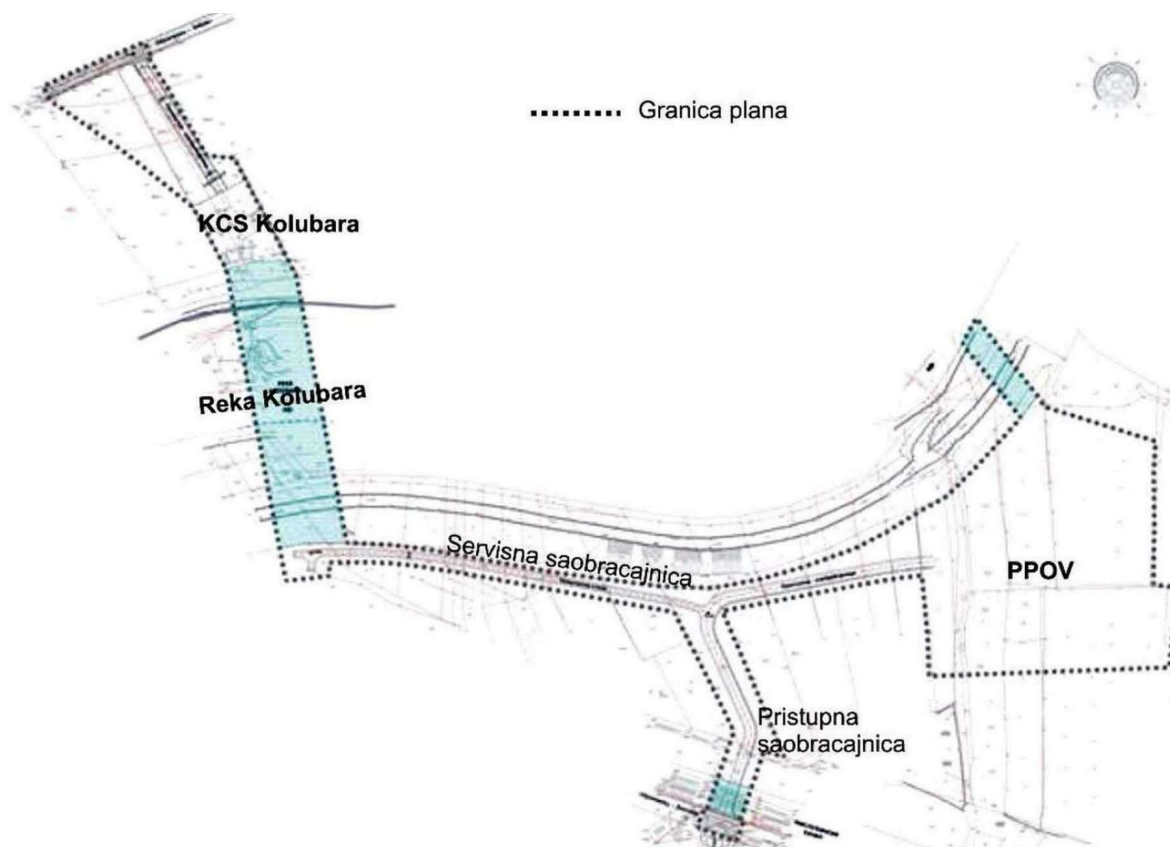 Granica plana
KCS Kolubara
Reka Kolubara
Servisna saobracajnica
PPOV
Pristupna
saobracajnica